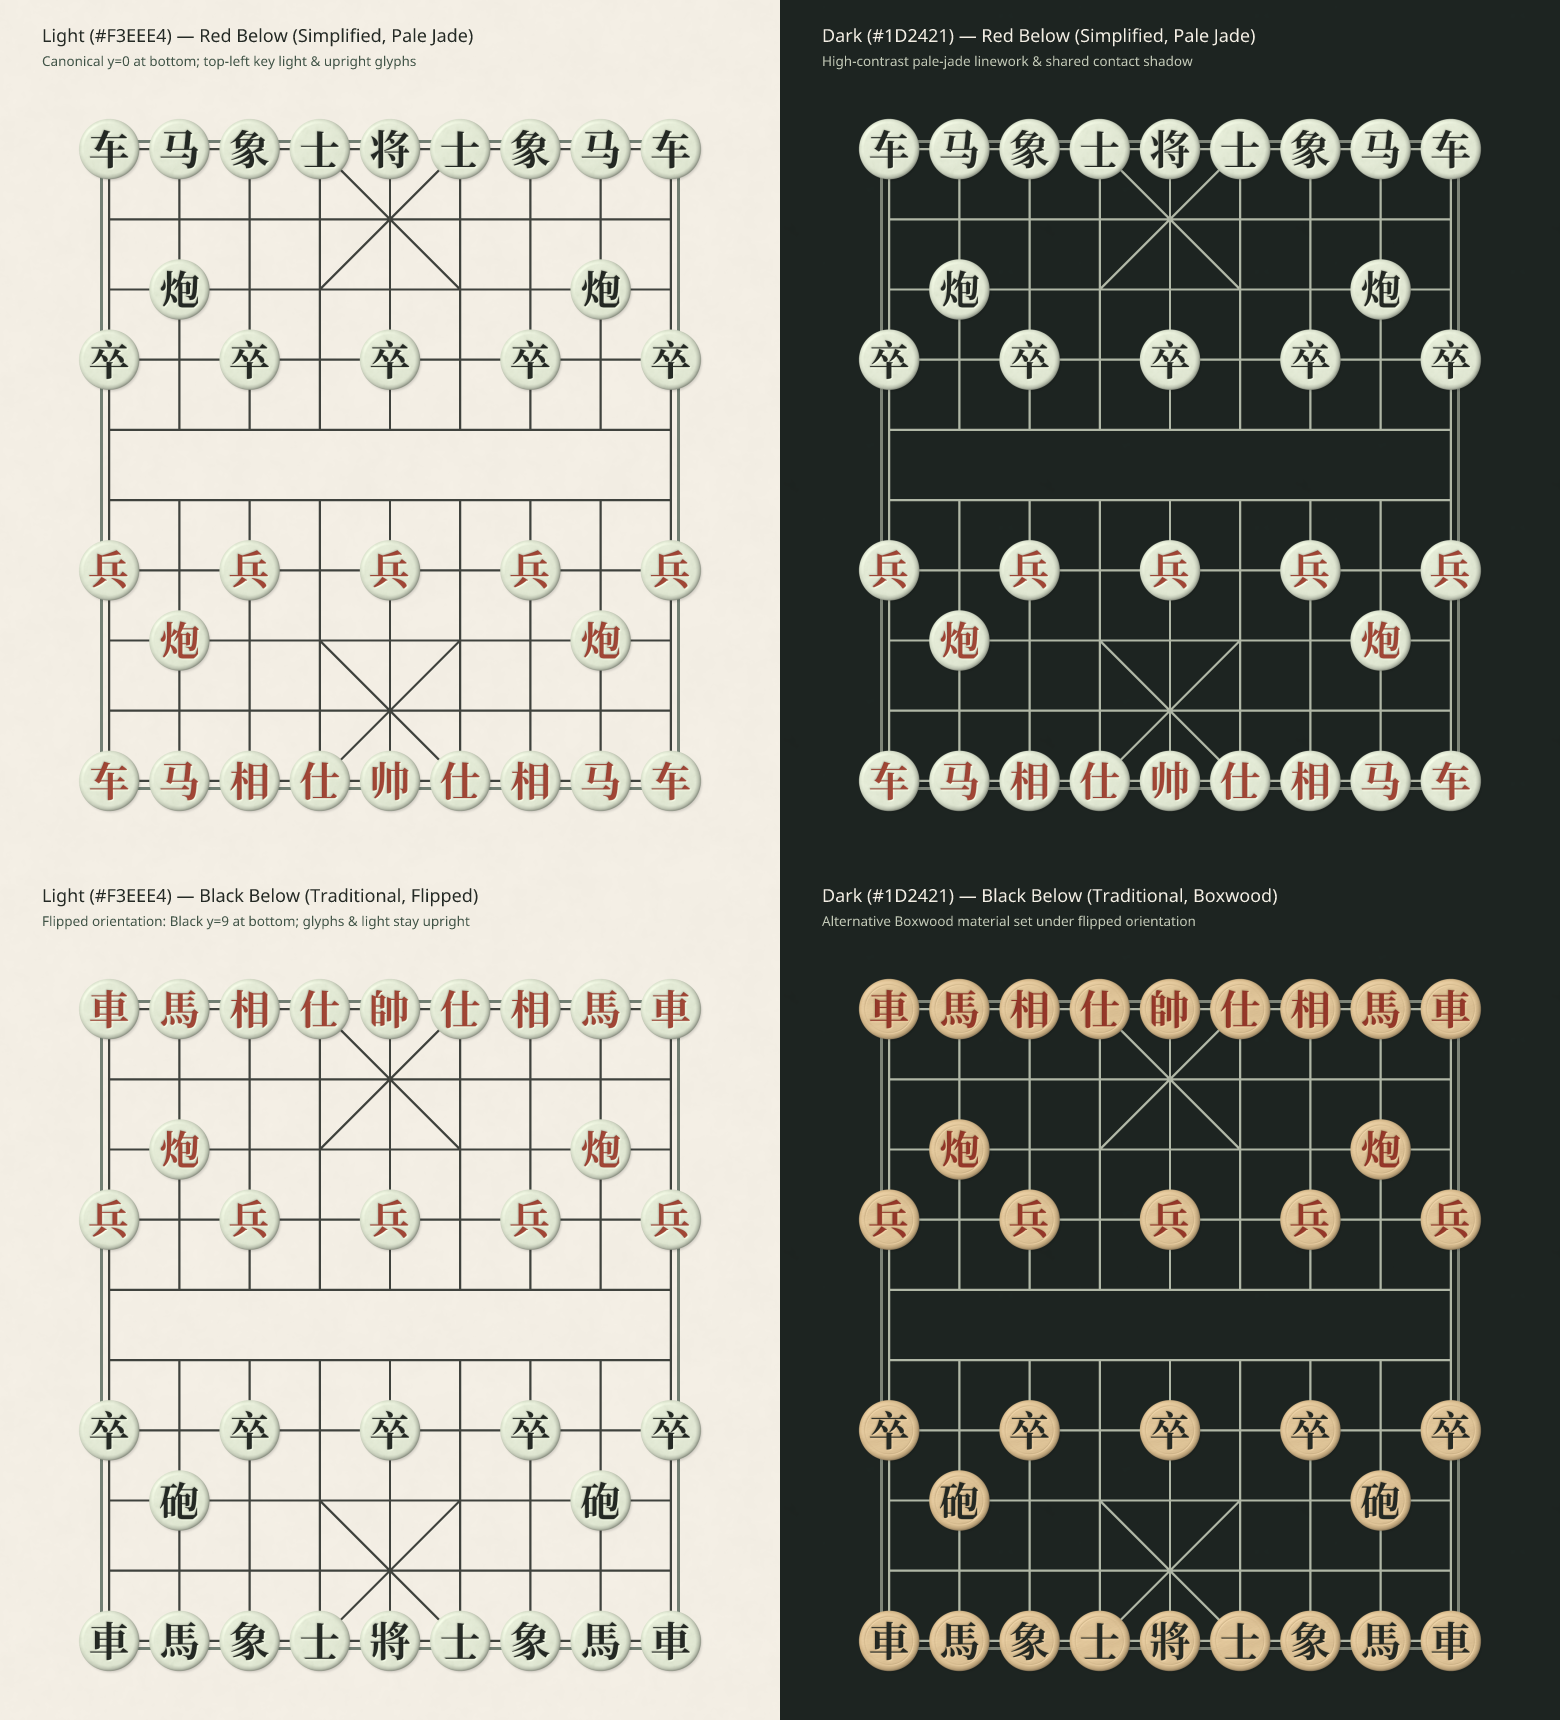 Light (#F3EEE4) — Red Below (Simplified, Pale Jade)
Canonical y=0 at bottom; top-left key light & upright glyphs
车 马 象 士 将 士 象 马 车
炮 炮
卒 卒 卒 卒 卒
兵 兵 兵 兵 兵
炮 炮
车 马 相 仕 帅 仕 相 马 车
Dark (#1D2421) — Red Below (Simplified, Pale Jade)
High-contrast pale-jade linework & shared contact shadow
车 马 象 士 将 士 象 马 车
炮 炮
卒 卒 卒 卒 卒
兵 兵 兵 兵 兵
炮 炮
车 马 相 仕 帅 仕 相 马 车
Light (#F3EEE4) — Black Below (Traditional, Flipped)
Flipped orientation: Black y=9 at bottom; glyphs & light stay upright
車 馬 相 仕 帥 仕 相 馬 車
炮 炮
兵 兵 兵 兵 兵
卒 卒 卒 卒 卒
砲 砲
車 馬 象 士 將 士 象 馬 車
Dark (#1D2421) — Black Below (Traditional, Boxwood)
Alternative Boxwood material set under flipped orientation
車 馬 相 仕 帥 仕 相 馬 車
炮 炮
兵 兵 兵 兵 兵
卒 卒 卒 卒 卒
砲 砲
車 馬 象 士 將 士 象 馬 車